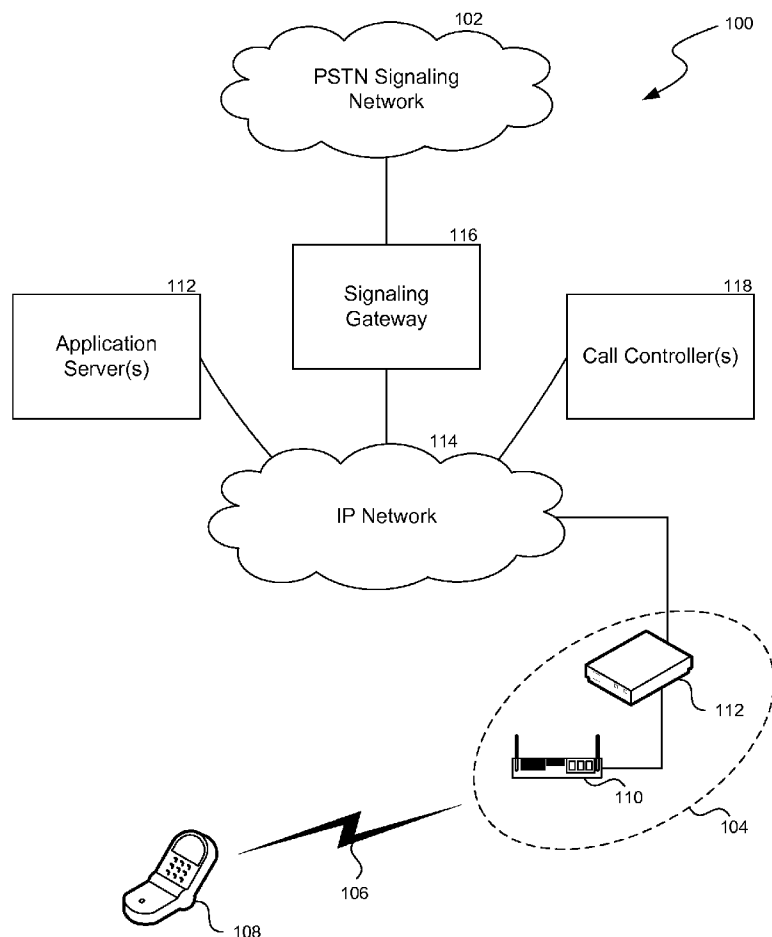 102
100
PSTN Signaling
Network
116
Signaling
Gateway
112
Application
Server(s)
118
Call Controller(s)
114
IP Network
112
110
104
106
108